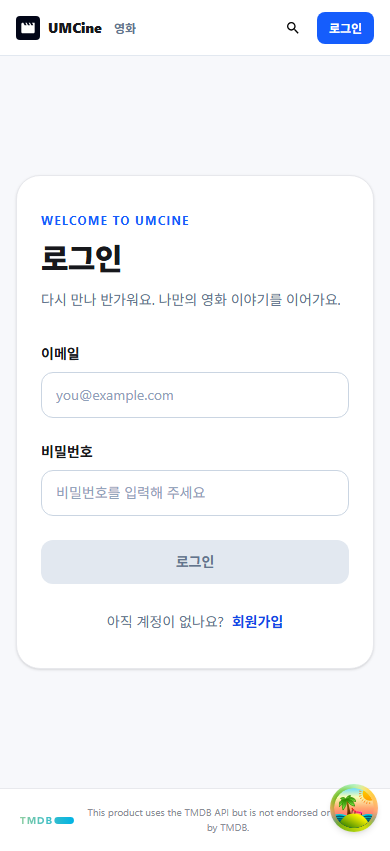 UMCine 영화 로그인
WELCOME TO UMCINE
로그인
다시 만나 반가워요. 나만의 영화 이야기를 이어가요.
이메일
you@example.com
비밀번호
비밀번호를 입력해 주세요
로그인
아직 계정이 없나요? 회원가입
TMDB
This product uses the TMDB API but is not endorsed or
by TMDB.